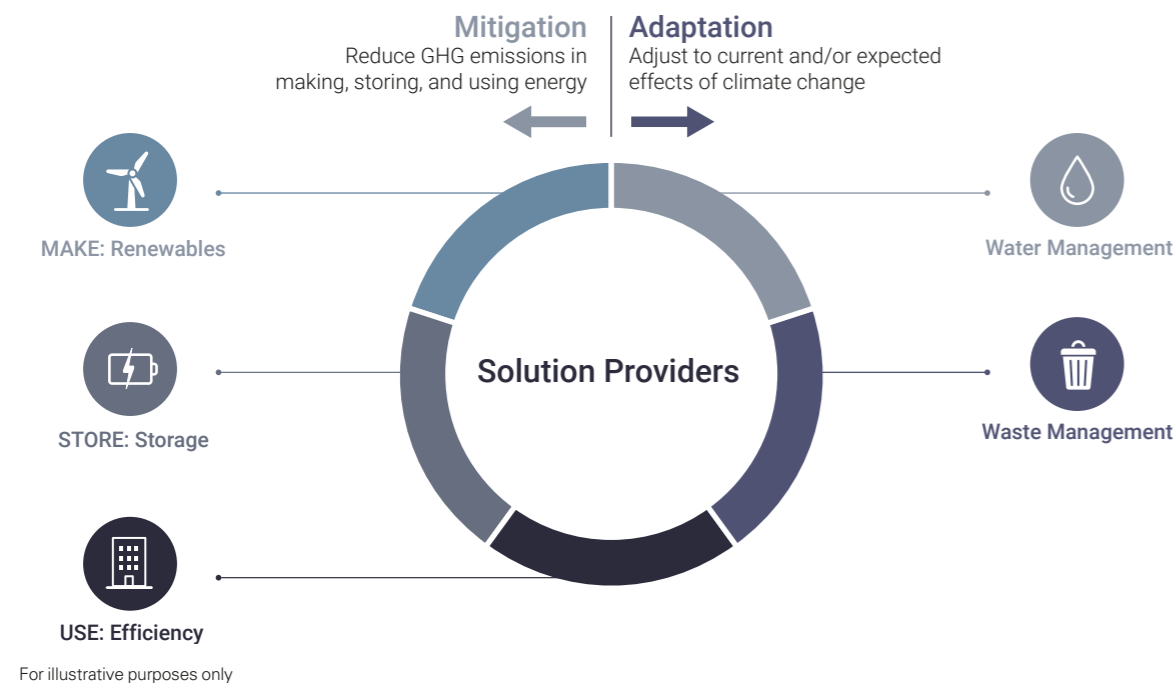 Mitigation
Reduce GHG emissions in
making, storing, and using energy
Adaptation
Adjust to current and/or expected
effects of climate change
MAKE: Renewables
Water Management
Solution Providers
STORE: Storage
Waste Management
USE: Efficiency
For illustrative purposes only